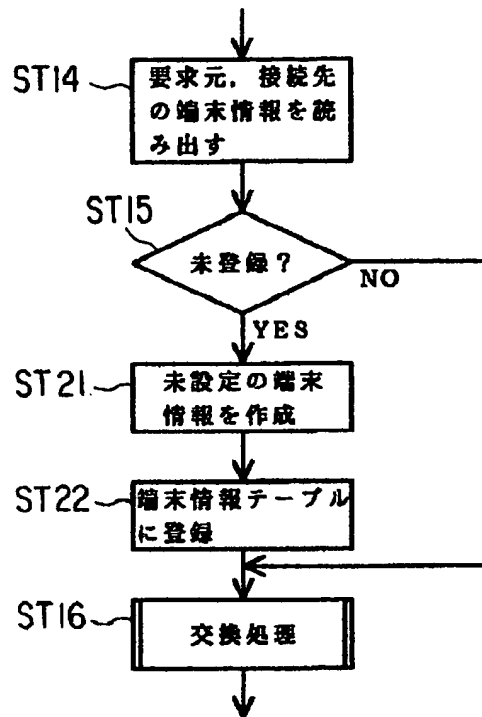 ST14
要求元,接続先
の端末情報を読
み出す
ST15
未登録?
NO
YES
ST21
未設定の端末
情報を作成
ST22
端末情報テーブル
に登録
ST16
交換処理